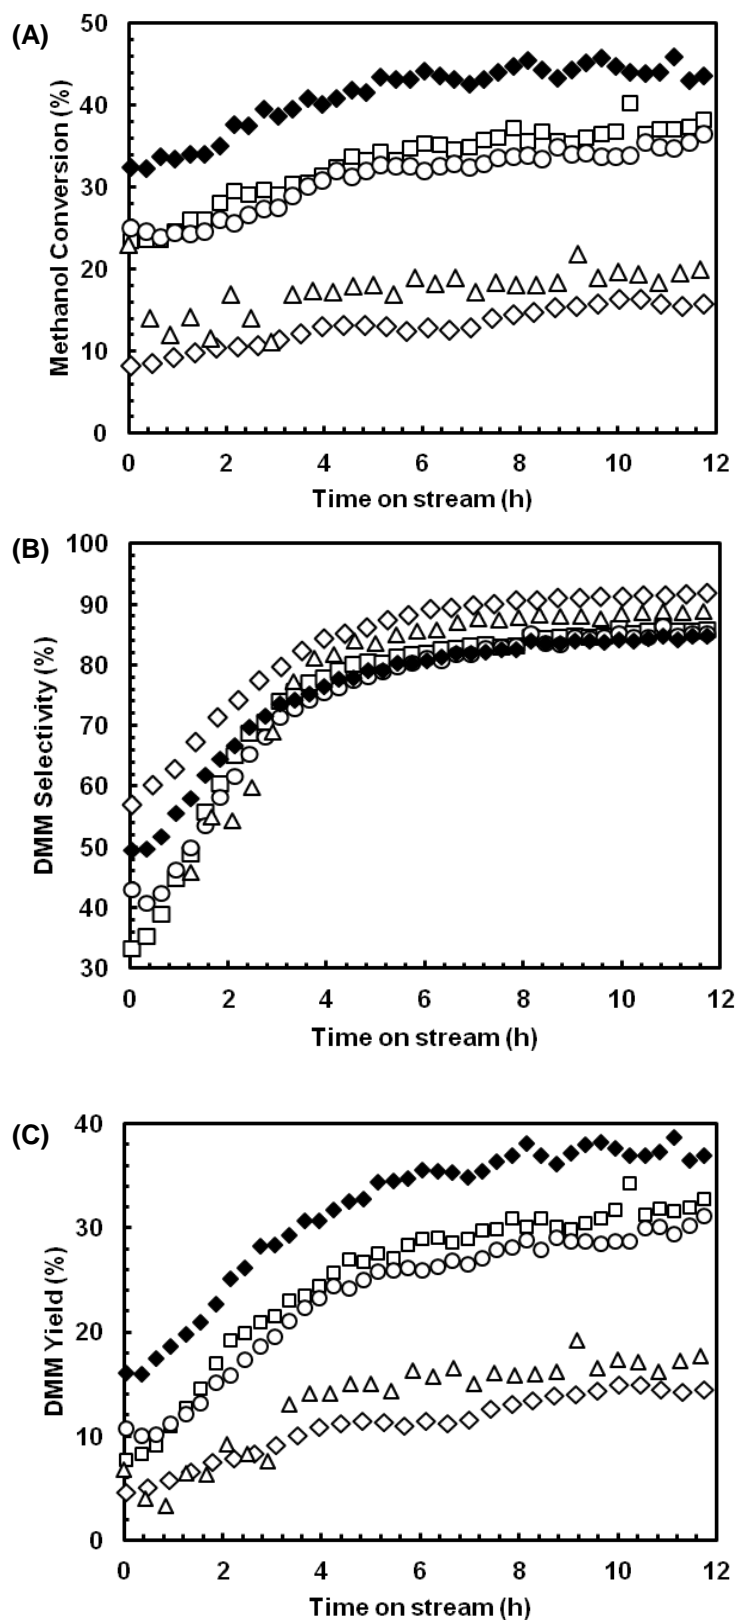 (A)
Methanol Conversion (%)
50
40
30
20
10
0
0 2 4 6 8 10 12
Time on stream (h)
(B)
DMM Selectivity (%)
100
90
80
70
60
50
40
30
0 2 4 6 8 10 12
Time on stream (h)
(C)
DMM Yield (%)
40
30
20
10
0
0 2 4 6 8 10 12
Time on stream (h)